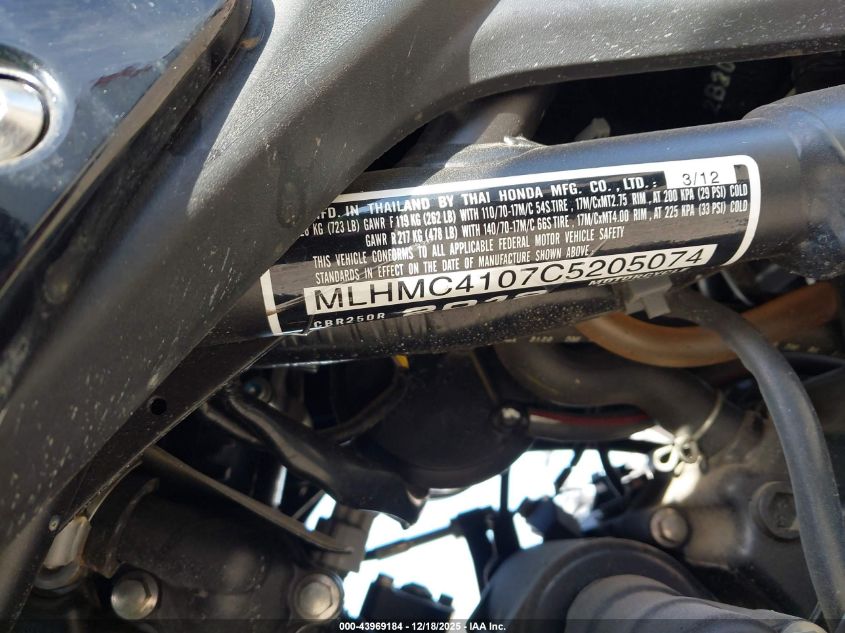 MFD. IN THAILAND BY THAI HONDA MFG. CO., LTD.: 3/12
KG (723 LB) GAWR F 119 KG (262 LB) WITH 110/70-17M/C 54S TIRE, 17M/CxMT2.75 RIM, AT 200 KPA (29 PSI) COLD
GAWR R 217 KG (478 LB) WITH 140/70-17M/C 66S TIRE, 17M/CxMT4.00 RIM, AT 225 KPA (33 PSI) COLD
THIS VEHICLE CONFORMS TO ALL APPLICABLE FEDERAL MOTOR VEHICLE SAFETY
STANDARDS IN EFFECT ON THE DATE OF MANUFACTURE SHOWN ABOVE.
MLHMC4107C5205074
CBR250R 2012 MOTORCYCLE
000-43969184 / 12/18/2025 - IAA Inc.